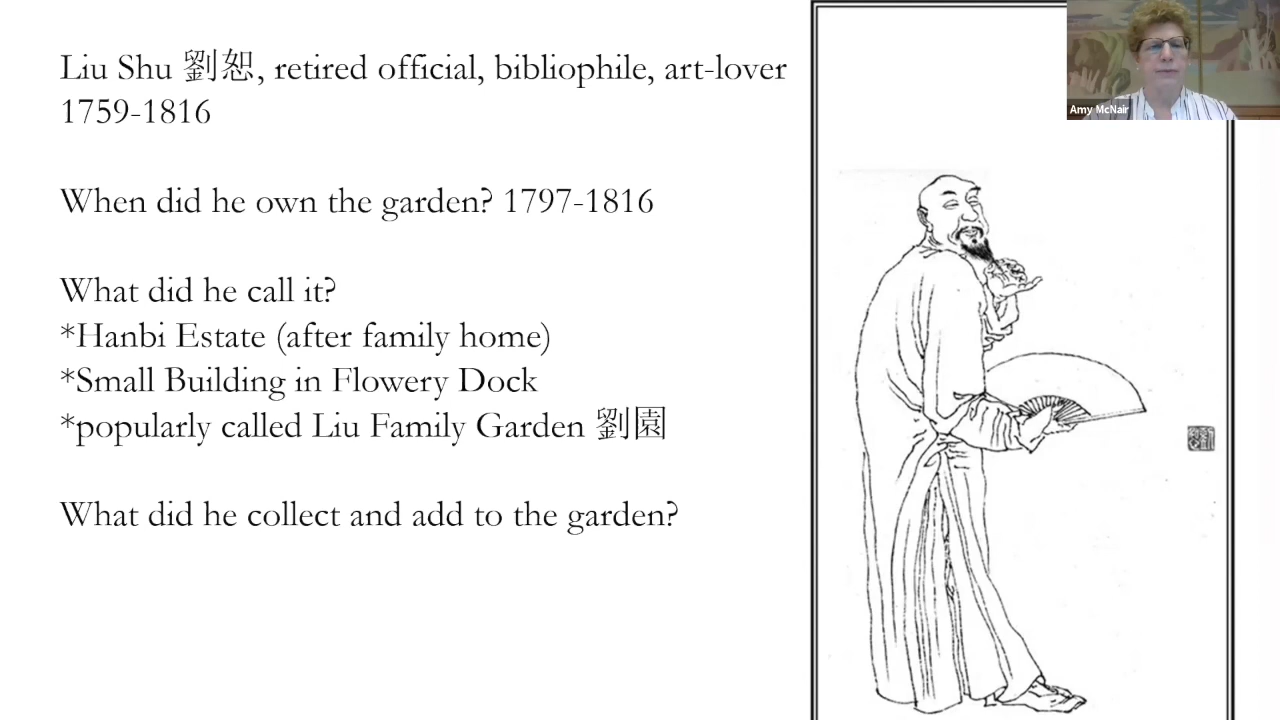 Liu Shu 劉恕, retired official, bibliophile, art-lover
1759-1816
When did he own the garden? 1797-1816
What did he call it?
*Hanbi Estate (after family home)
*Small Building in Flowery Dock
*popularly called Liu Family Garden 劉園
What did he collect and add to the garden?
Amy McNair